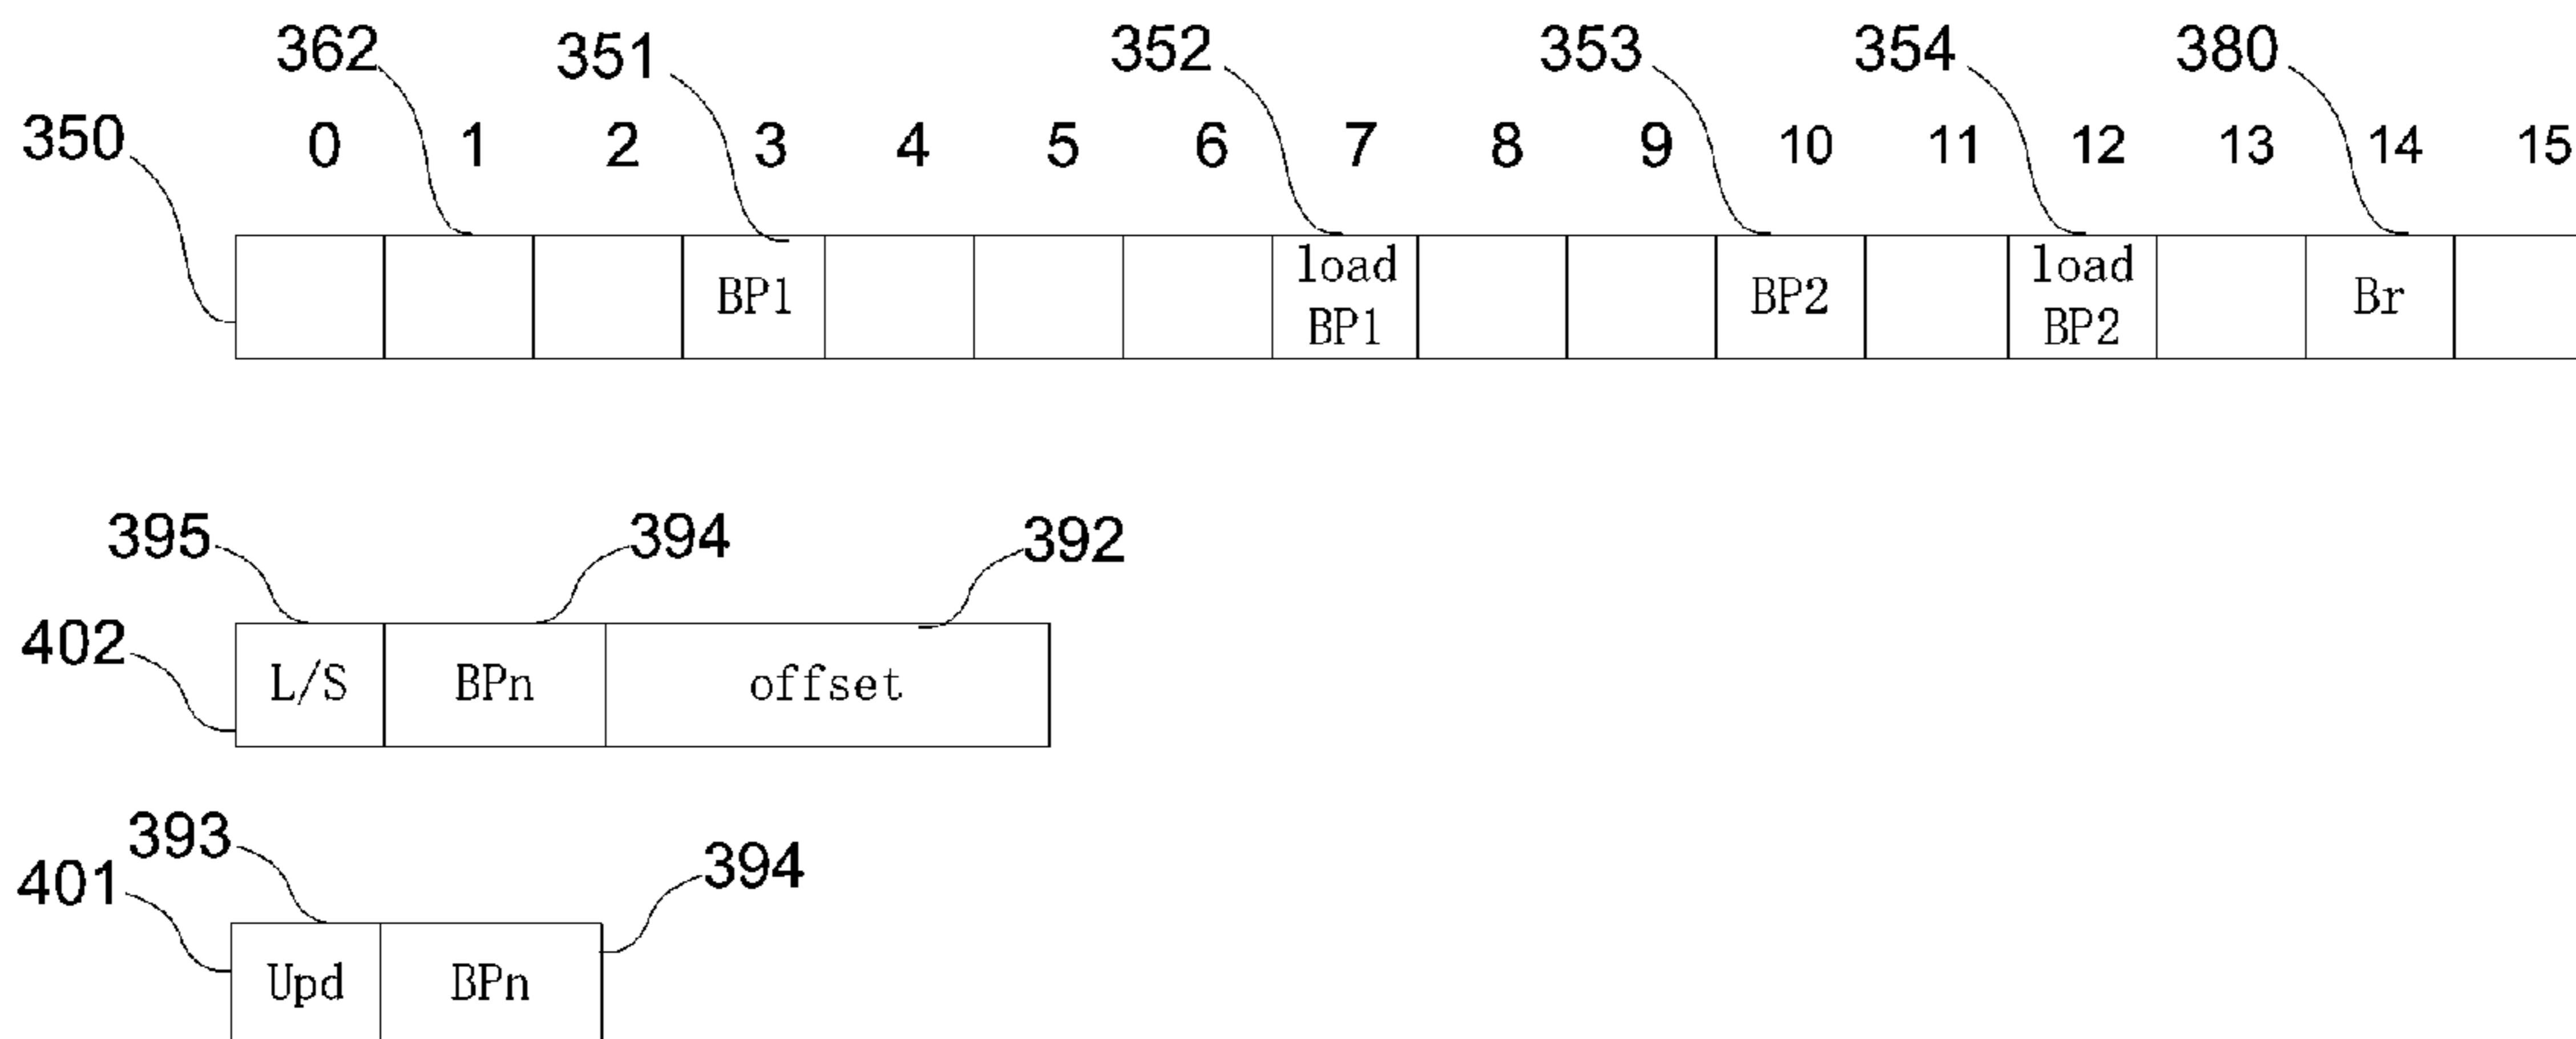 362 351 352 353 354 380
350 0 1 2 3 4 5 6 7 8 9 10 11 12 13 14 15
BP1 load BP1 BP2 load BP2 Br
395 394 392
402 L/S BPn offset
393 394
401 Upd BPn